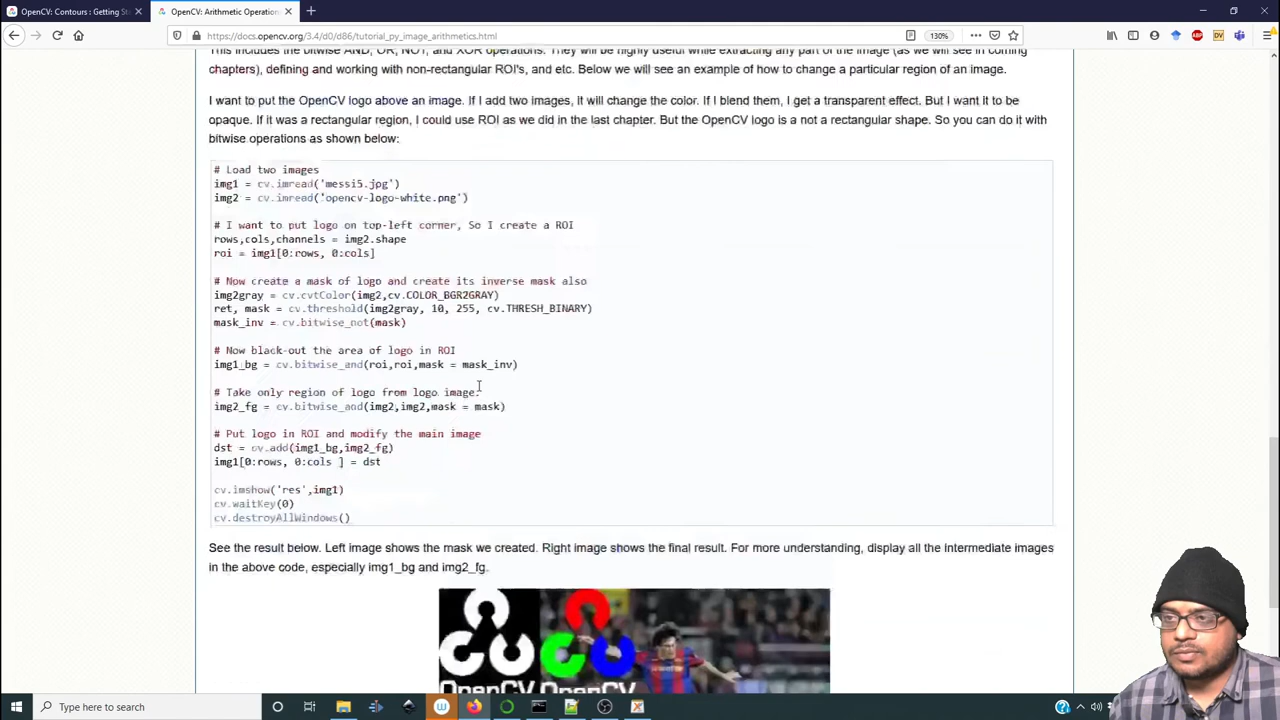 OpenCV: Contours : Getting St
OpenCV: Arithmetic Operation
https://docs.opencv.org/3.4/d0/d86/tutorial_py_image_arithmetics.html
130%
This includes the bitwise AND, OR, NOT, and XOR operations. They will be highly useful while extracting any part of the image (as we will see in coming
chapters), defining and working with non-rectangular ROI's, and etc. Below we will see an example of how to change a particular region of an image.
I want to put the OpenCV logo above an image. If I add two images, it will change the color. If I blend them, I get a transparent effect. But I want it to be
opaque. If it was a rectangular region, I could use ROI as we did in the last chapter. But the OpenCV logo is a not a rectangular shape. So you can do it with
bitwise operations as shown below:
# Load two images
img1 = cv.imread('messi5.jpg')
img2 = cv.imread('opencv-logo-white.png')
# I want to put logo on top-left corner, So I create a ROI
rows,cols,channels = img2.shape
roi = img1[0:rows, 0:cols]
# Now create a mask of logo and create its inverse mask also
img2gray = cv.cvtColor(img2,cv.COLOR_BGR2GRAY)
ret, mask = cv.threshold(img2gray, 10, 255, cv.THRESH_BINARY)
mask_inv = cv.bitwise_not(mask)
# Now black-out the area of logo in ROI
img1_bg = cv.bitwise_and(roi,roi,mask = mask_inv)
# Take only region of logo from logo image.
img2_fg = cv.bitwise_and(img2,img2,mask = mask)
# Put logo in ROI and modify the main image
dst = cv.add(img1_bg,img2_fg)
img1[0:rows, 0:cols ] = dst
cv.imshow('res',img1)
cv.waitKey(0)
cv.destroyAllWindows()
See the result below. Left image shows the mask we created. Right image shows the final result. For more understanding, display all the intermediate images
in the above code, especially img1_bg and img2_fg.
OpenCV OpenCV
Type here to search